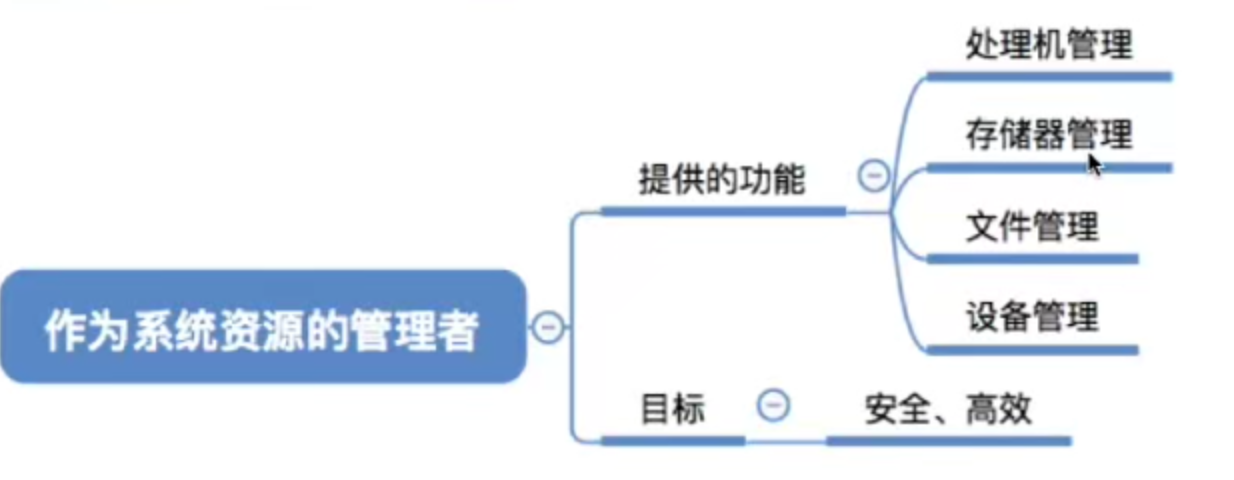 作为系统资源的管理者
提供的功能
处理机管理
存储器管理
文件管理
设备管理
目标
安全、高效